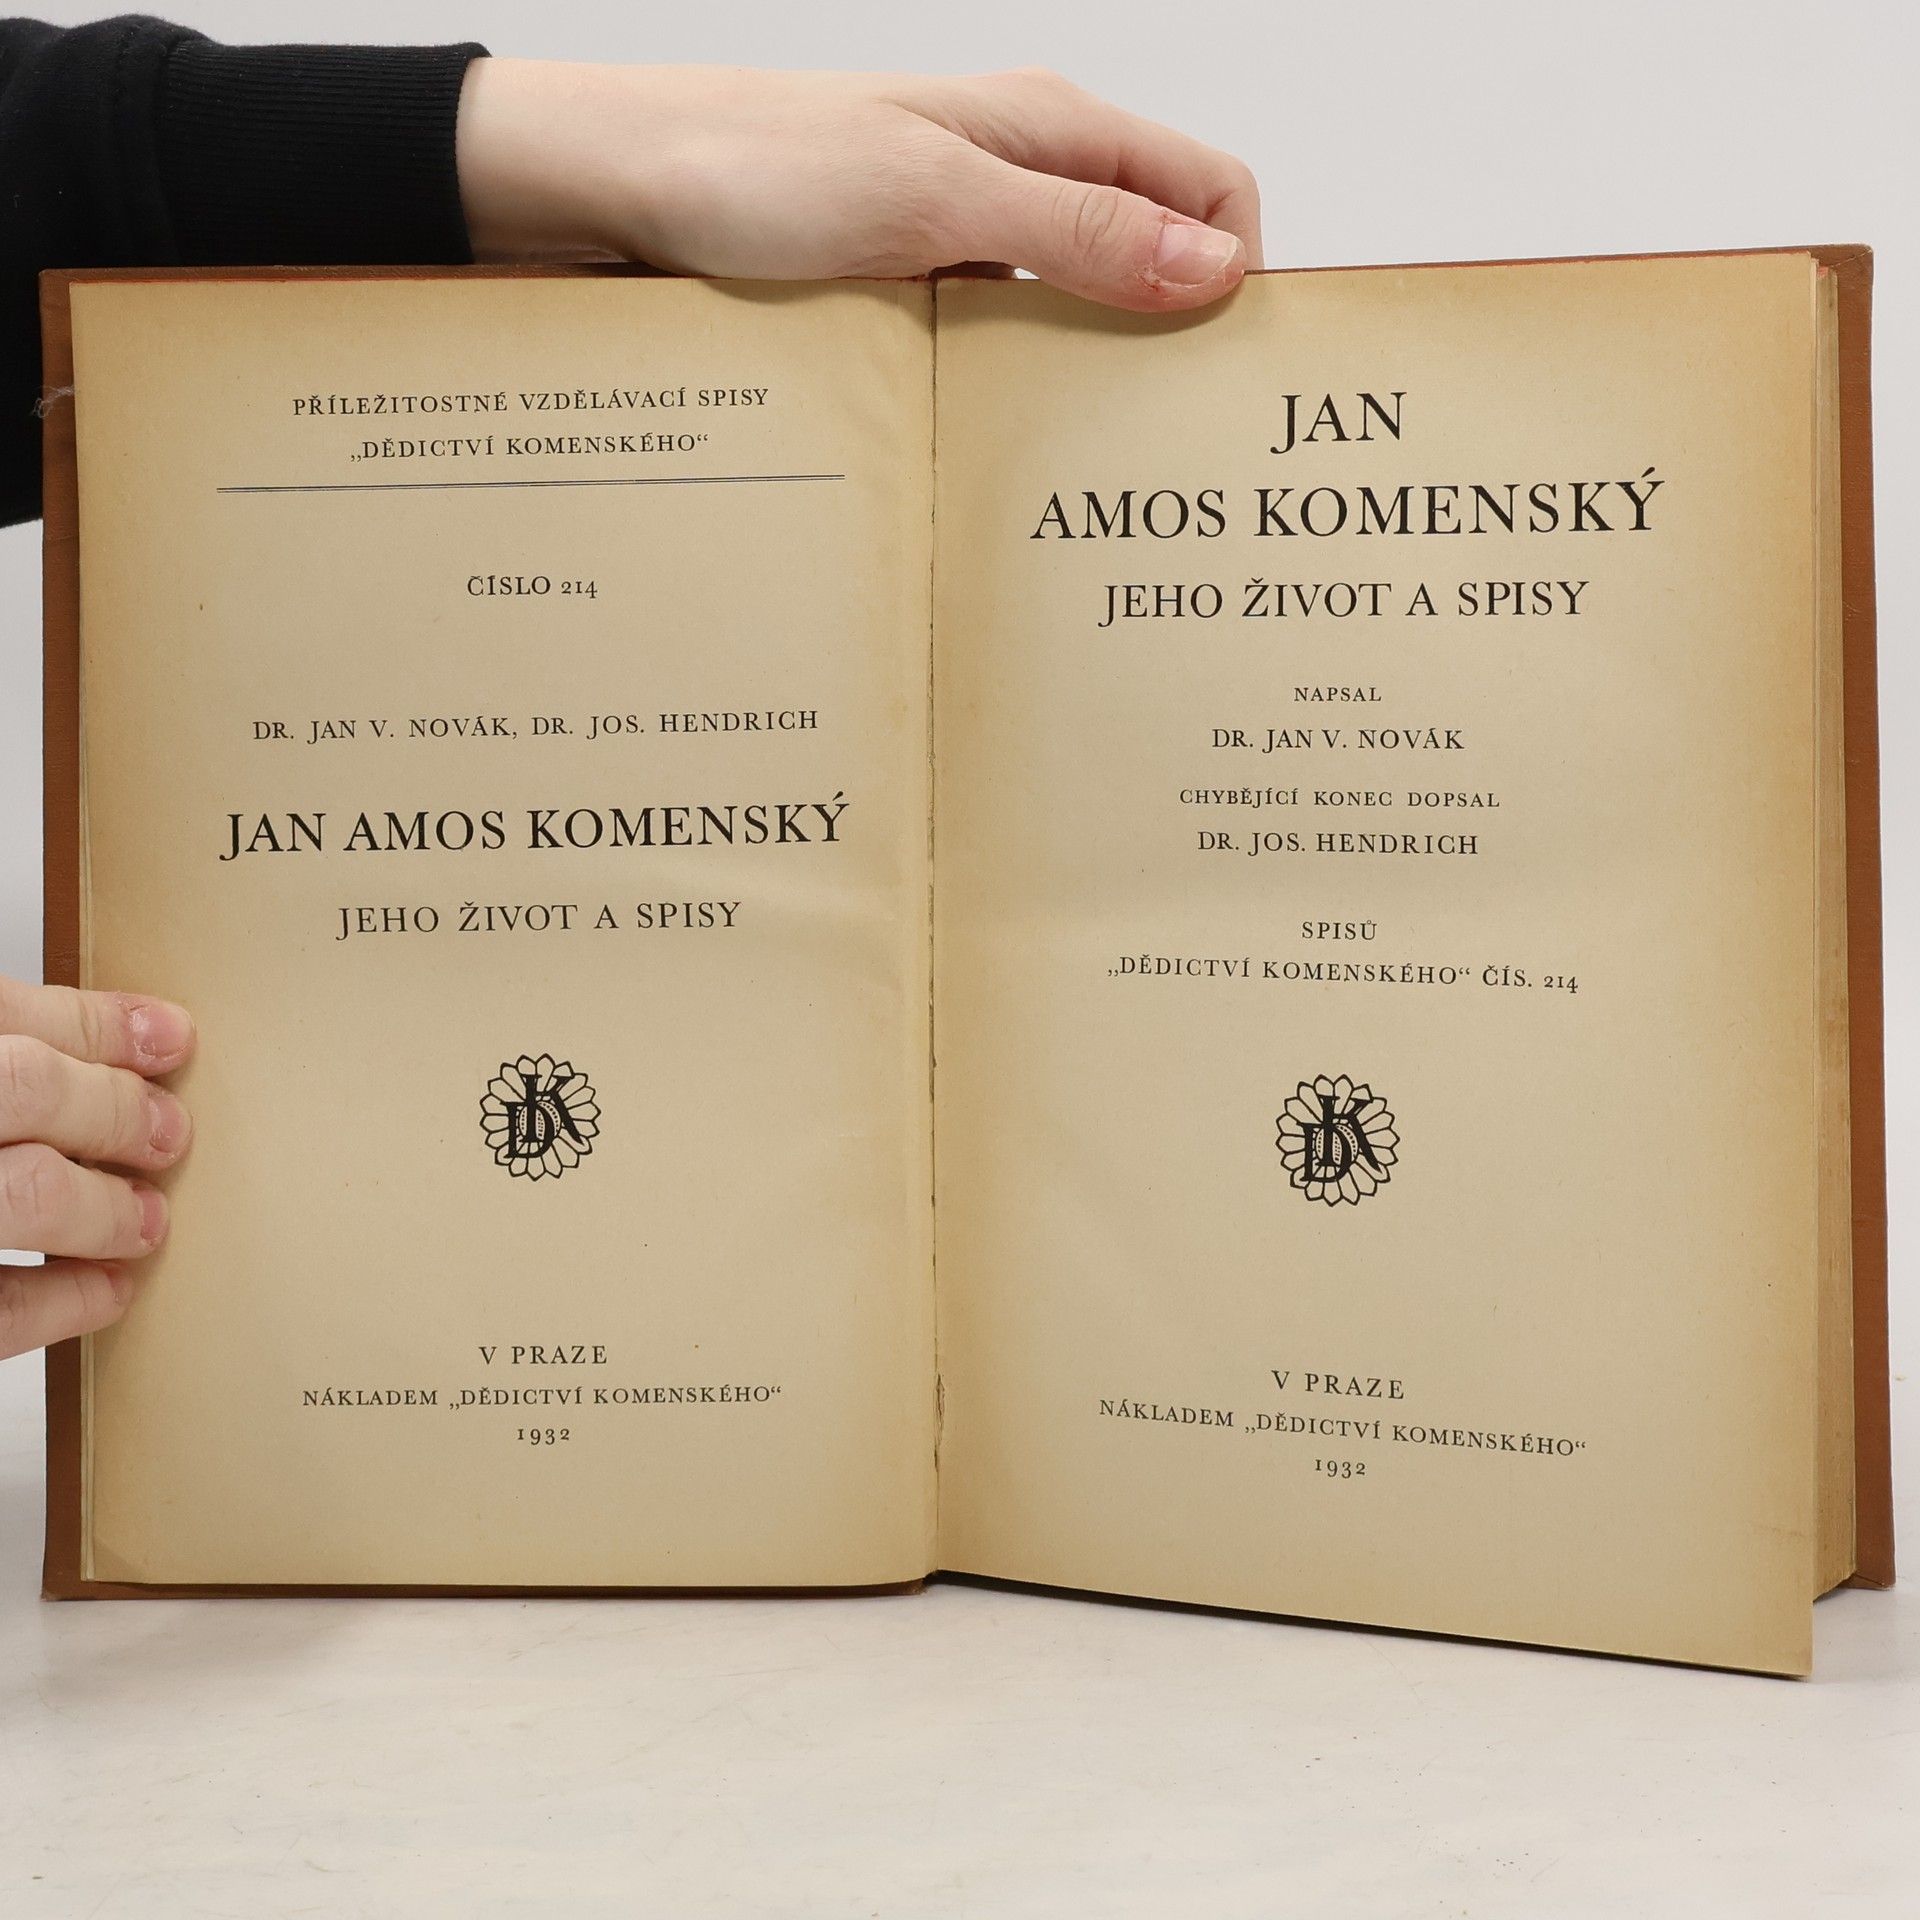 PŘÍLEŽITOSTNÉ VZDĚLÁVACÍ SPISY
„DĚDICTVÍ KOMENSKÉHO“
ČÍSLO 214
DR. JAN V. NOVÁK, DR. JOS. HENDRICH
JAN AMOS KOMENSKÝ
JEHO ŽIVOT A SPISY
DK
V PRAZE
NÁKLADEM „DĚDICTVÍ KOMENSKÉHO“
1932
JAN
AMOS KOMENSKÝ
JEHO ŽIVOT A SPISY
NAPSAL
DR. JAN V. NOVÁK
CHYBĚJÍCÍ KONEC DOPSAL
DR. JOS. HENDRICH
SPISŮ
„DĚDICTVÍ KOMENSKÉHO“ ČÍS. 214
DK
V PRAZE
NÁKLADEM „DĚDICTVÍ KOMENSKÉHO“
1932